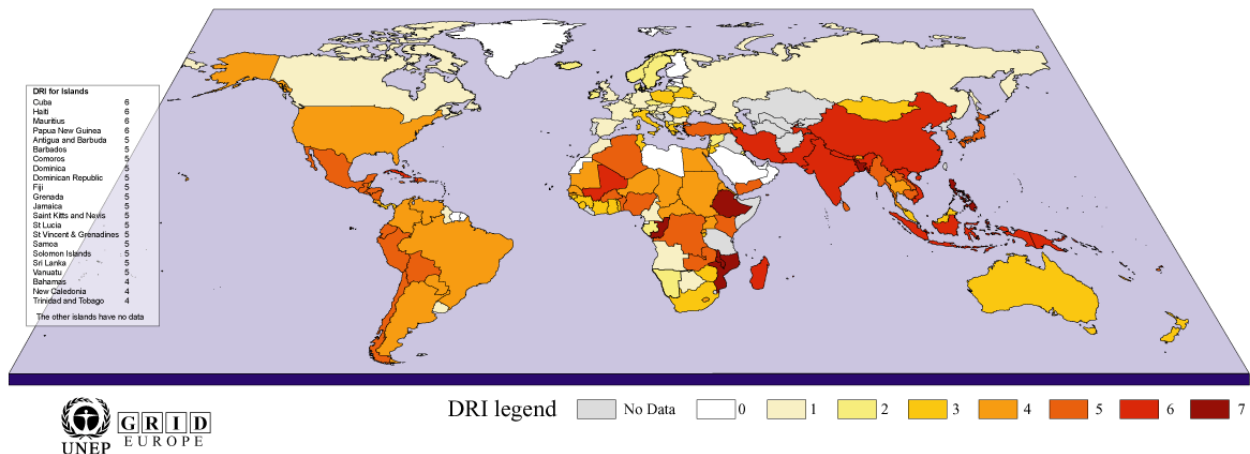 DRI for Islands
Cuba 6
Haiti 6
Mauritius 6
Papua New Guinea 6
Antigua and Barbuda 5
Barbados 5
Comoros 5
Dominica 5
Dominican Republic 5
Fiji 5
Grenada 5
Jamaica 5
Saint Kitts and Nevis 5
St Lucia 5
St Vincent & Grenadines 5
Samoa 5
Solomon Islands 5
Sri Lanka 5
Vanuatu 5
Bahamas 4
New Caledonia 4
Trinidad and Tobago 4
The other islands have no data
DRI legend No Data 0 1 2 3 4 5 6 7
UNEP
GRID
EUROPE